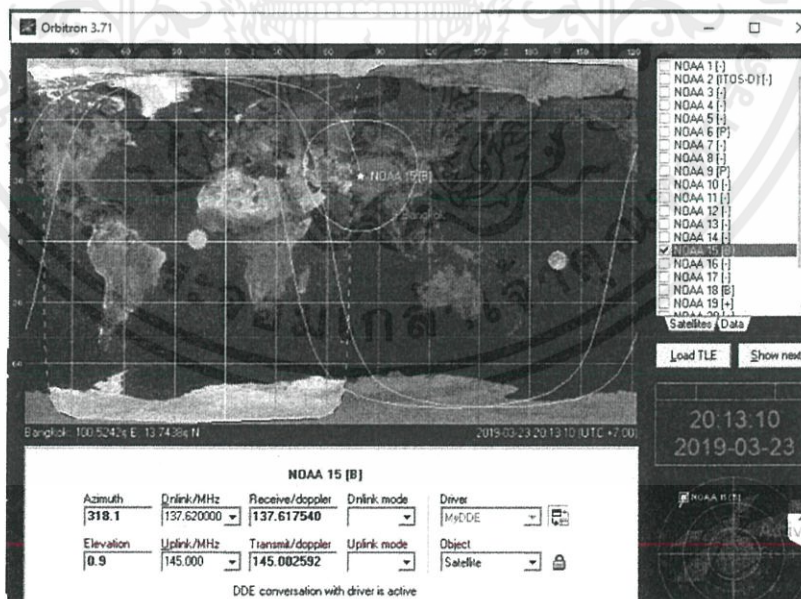 Orbitron 3.71
NOAA 1 [-]
NOAA 2 (ITOS-D) [-]
NOAA 3 [-]
NOAA 4 [-]
NOAA 5 [-]
NOAA 6 [P]
NOAA 7 [-]
NOAA 8 [-]
NOAA 9 [P]
NOAA 10 [-]
NOAA 11 [-]
NOAA 12 [-]
NOAA 13 [-]
NOAA 14 [-]
NOAA 15 [B]
NOAA 16 [-]
NOAA 17 [-]
NOAA 18 [B]
NOAA 19 [+]
Satellites Data
NOAA 15 [B]
Bangkok
Load TLE Show next
Bangkok: 100.5242° E, 13.7438° N 2019-03-23 20:13:10 (UTC +7:00)
20:13:10
2019-03-23
NOAA 15 [B]
NOAA 15 [B]
Azimuth Dnlink/MHz Receive/doppler Dnlink mode Driver
318.1 137.620000 137.617540 MyDDE
Elevation Uplink/MHz Transmit/doppler Uplink mode Object
0.9 145.000 145.002592 Satellite
DDE conversation with driver is active